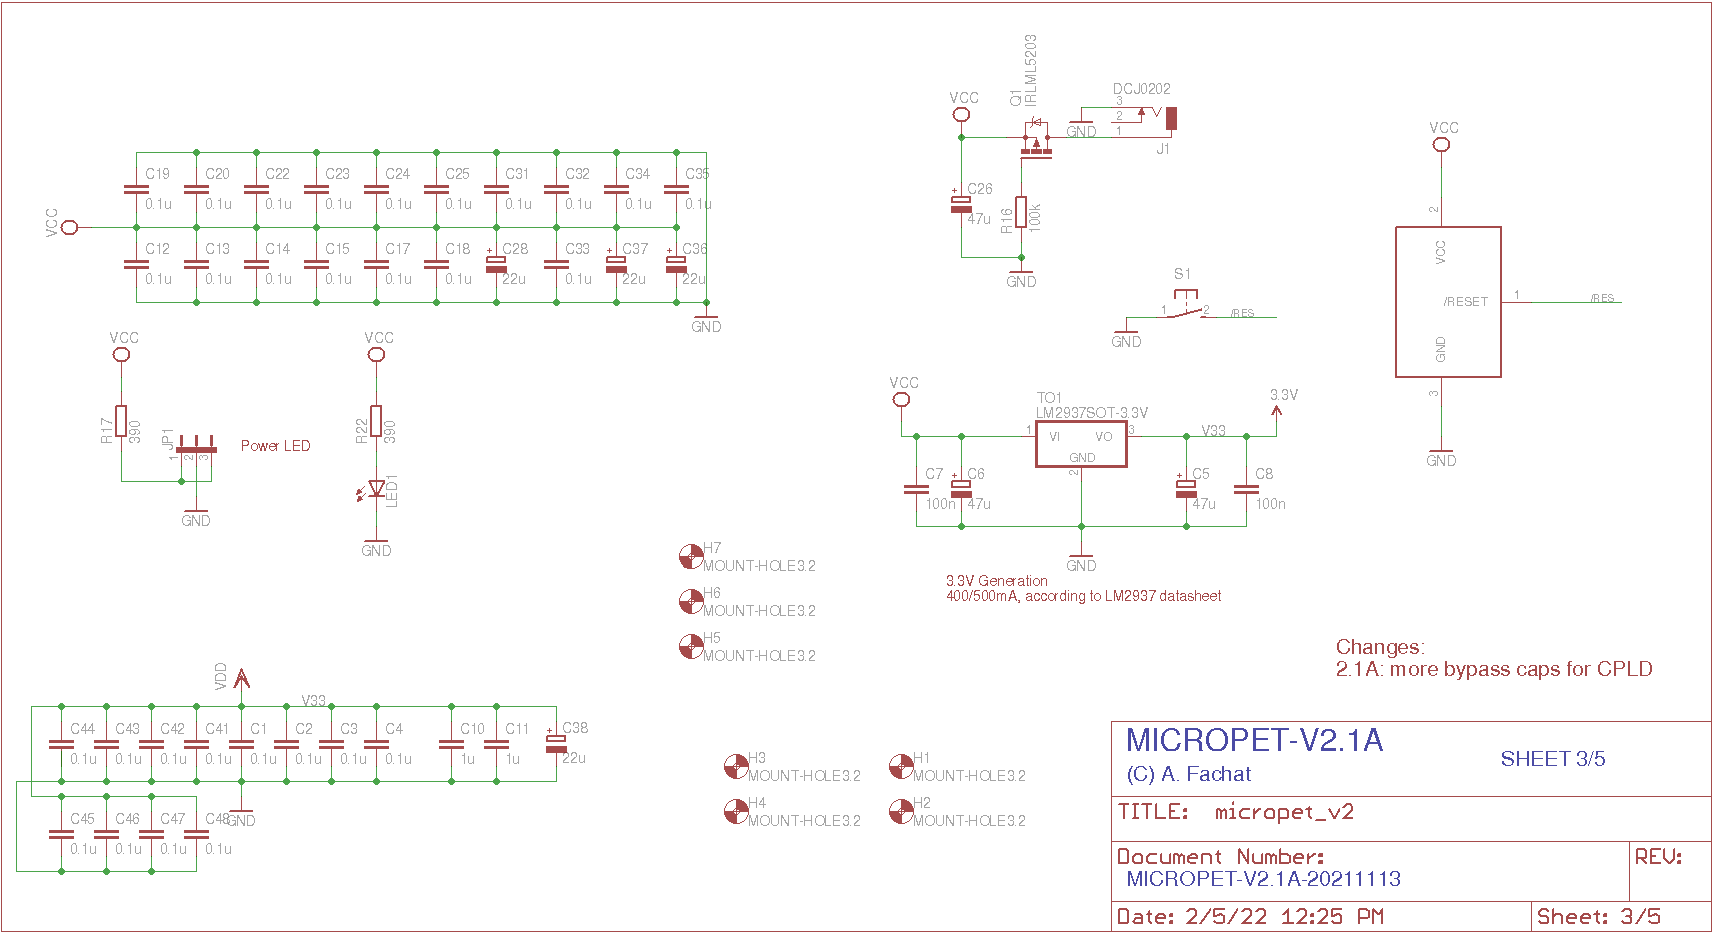 C19 C20 C22 C23 C24 C25 C31 C32 C34 C35
0.1u 0.1u 0.1u 0.1u 0.1u 0.1u 0.1u 0.1u 0.1u 0.1u
VCC
C12 C13 C14 C15 C17 C18 + C28 C33 + C37 + C36
0.1u 0.1u 0.1u 0.1u 0.1u 0.1u 22u 0.1u 22u 22u
GND
VCC
R17
390
JP1
1
2
3
GND
Power LED
VCC
R22
390
LED1
GND
VCC
Q1
IRLML5203
DCJ0202
3
2
1
GND
J1
+ C26
47u
R16
100k
GND
S1
1 2
/RES
GND
VCC
2
VCC
/RESET
1
/RES
GND
3
GND
VCC
TO1
LM2937SOT-3.3V
1 VI VO 3
GND
2
V33
3.3V
C7 + C6 + C5 C8
100n 47u 47u 100n
GND
3.3V Generation
400/500mA, according to LM2937 datasheet
H7
MOUNT-HOLE3.2
H6
MOUNT-HOLE3.2
H5
MOUNT-HOLE3.2
VDD
V33
C44 C43 C42 C41 C1 C2 C3 C4 C10 C11 + C38
0.1u 0.1u 0.1u 0.1u 0.1u 0.1u 0.1u 0.1u 1u 1u 22u
C45 C46 C47 C48
GND
0.1u 0.1u 0.1u 0.1u
H3
MOUNT-HOLE3.2
H1
MOUNT-HOLE3.2
H4
MOUNT-HOLE3.2
H2
MOUNT-HOLE3.2
Changes:
2.1A: more bypass caps for CPLD
MICROPET-V2.1A
(C) A. Fachat
SHEET 3/5
TITLE: micropet_v2
Document Number:
MICROPET-V2.1A-20211113
REV:
Date: 2/5/22 12:25 PM
Sheet: 3/5